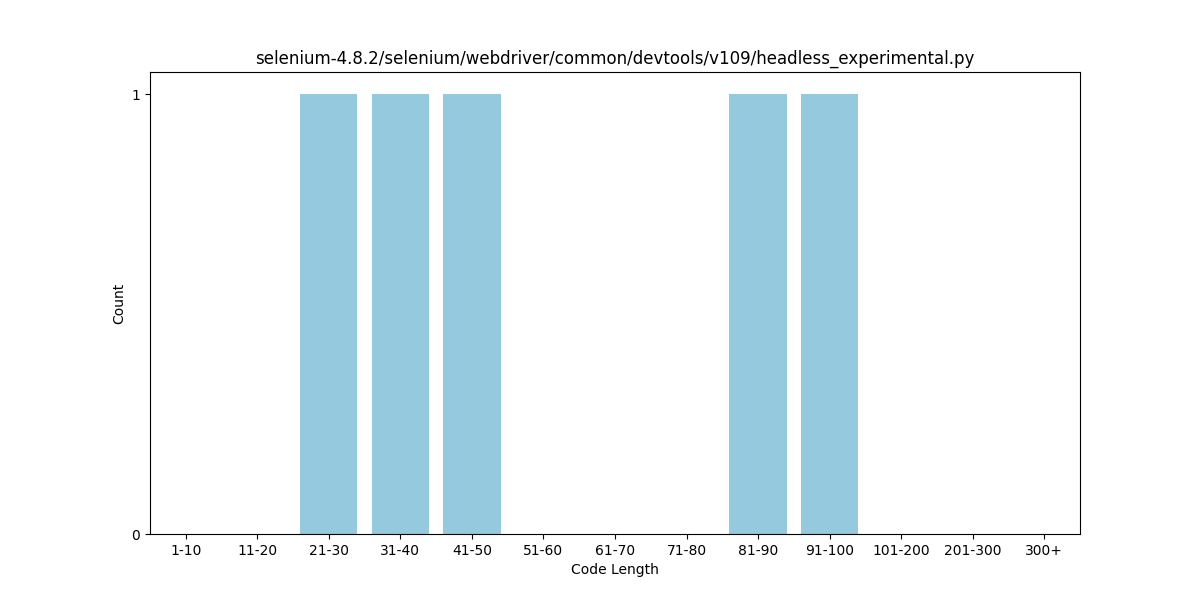 selenium-4.8.2/selenium/webdriver/common/devtools/v109/headless_experimental.py
1
Count
0
1-10 11-20 21-30 31-40 41-50 51-60 61-70 71-80 81-90 91-100 101-200 201-300 300+
Code Length